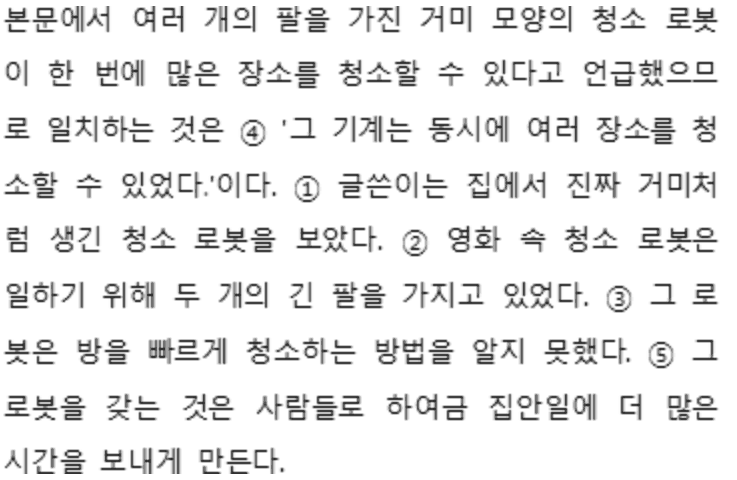 본문에서 여러 개의 팔을 가진 거미 모양의 청소 로봇
이 한 번에 많은 장소를 청소할 수 있다고 언급했으므
로 일치하는 것은 ④ '그 기계는 동시에 여러 장소를 청
소할 수 있었다.'이다. ① 글쓴이는 집에서 진짜 거미처
럼 생긴 청소 로봇을 보았다. ② 영화 속 청소 로봇은
일하기 위해 두 개의 긴 팔을 가지고 있었다. ③ 그 로
봇은 방을 빠르게 청소하는 방법을 알지 못했다. ⑤ 그
로봇을 갖는 것은 사람들로 하여금 집안일에 더 많은
시간을 보내게 만든다.